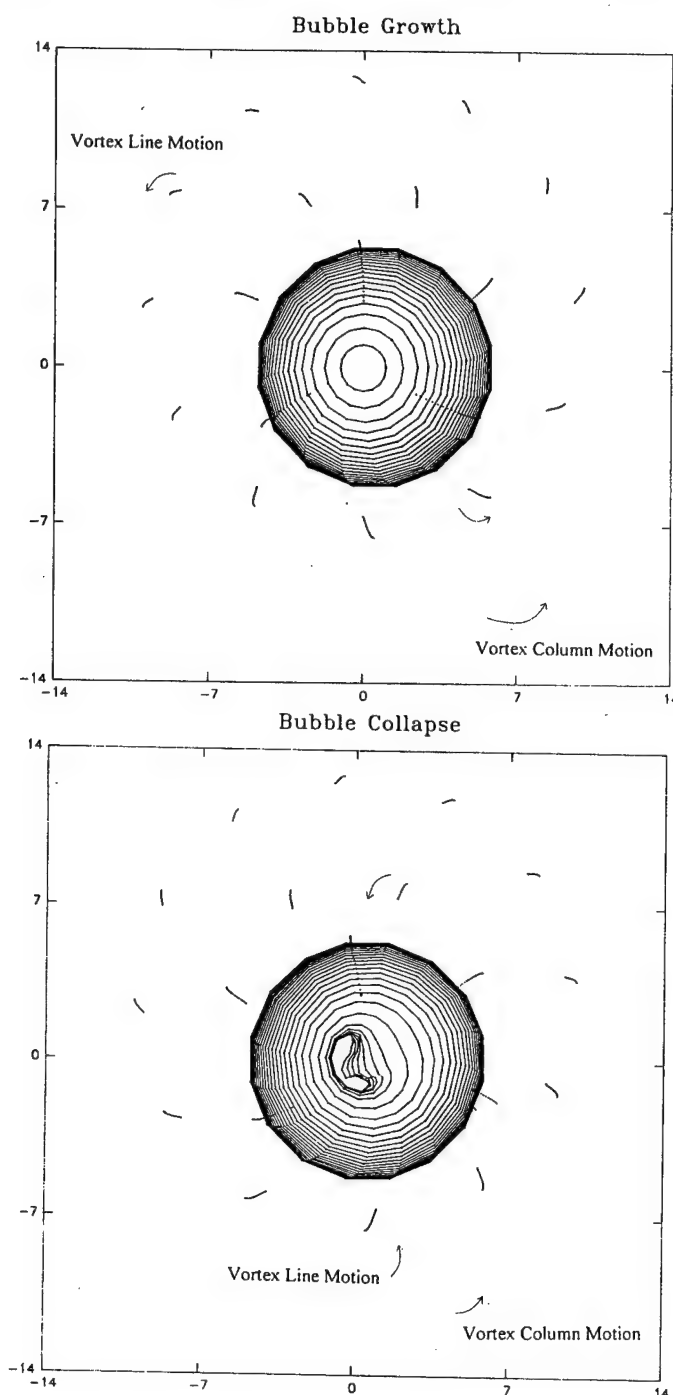 Bubble Growth
14
Vortex Line Motion
7
0
-7
Vortex Column Motion
-14
-14 -7 0 7 14
Bubble Collapse
14
7
0
-7
Vortex Line Motion
Vortex Column Motion
-14
-14 -7 0 7 14